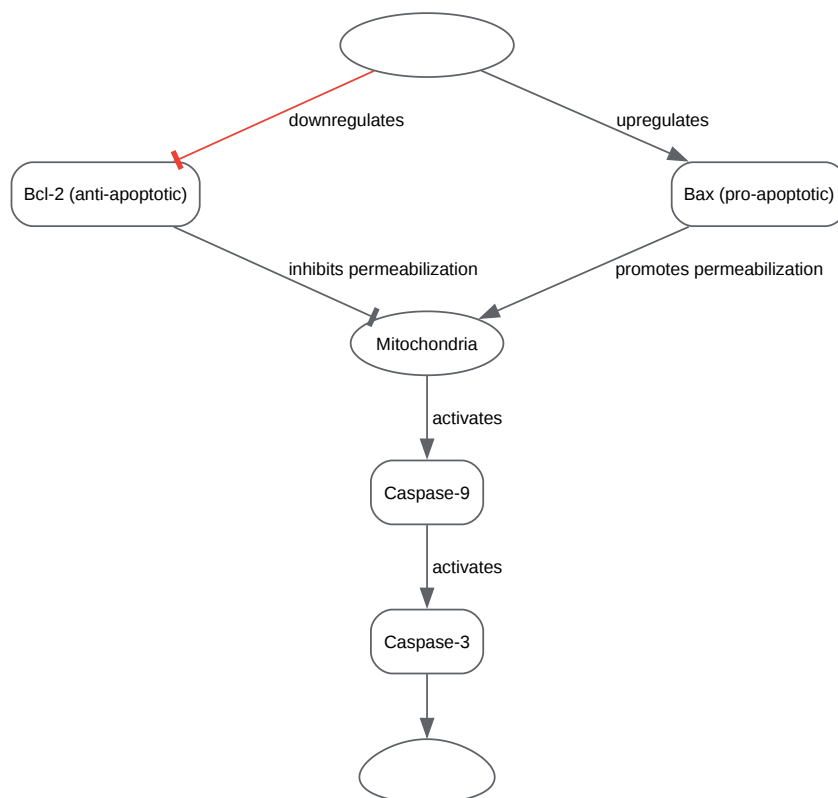 downregulates
upregulates
Bcl-2 (anti-apoptotic)
Bax (pro-apoptotic)
inhibits permeabilization
promotes permeabilization
Mitochondria
activates
Caspase-9
activates
Caspase-3